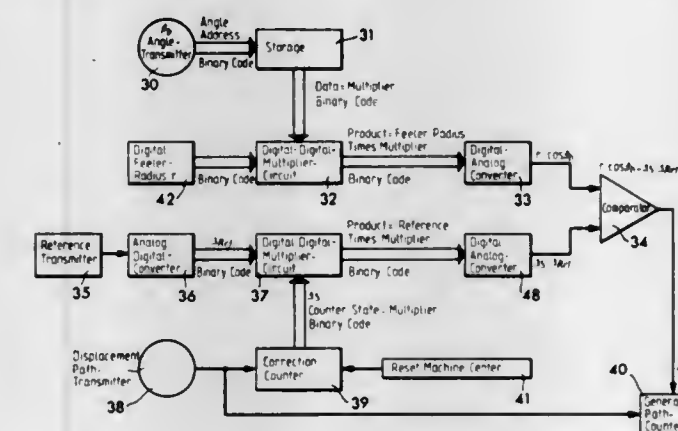 Angle-
Transmitter
30
Angle
Address
Binary Code
Storage
31
Data = Multiplier
Binary Code
Digital
Feeler-
Radius r
42
Binary Code
Digital-Digital-
Multiplier-
Circuit
32
Product = Feeler Radius
Times Multiplier
Binary Code
Digital-
Analog
Converter
33
Comparator
34
Reference
Transmitter
35
Analog
Digital-
Converter
36
Binary Code
Digital Digital-
Multiplier-
Circuit
37
Product = Reference
Times Multiplier
Binary Code
Digital
Analog-
Converter
48
Counter State - Multiplier
Binary Code
Displacement
Path-
Transmitter
38
Correction
Counter
39
Reset Machine Center
41
40
General
Path-
Counter